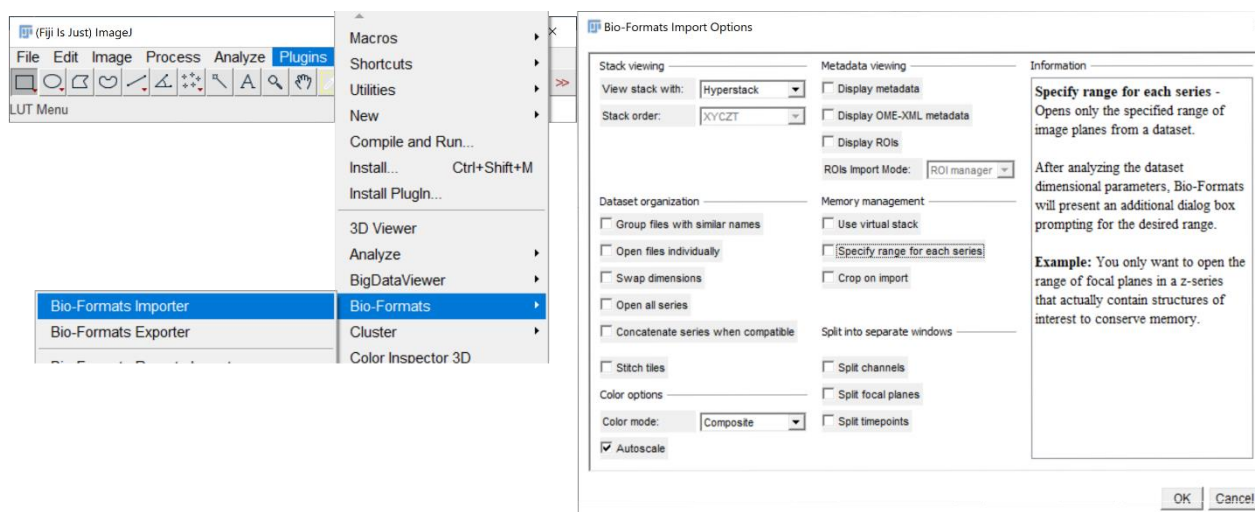 (Fiji Is Just) ImageJ
File Edit Image Process Analyze Plugins
A
>>
LUT Menu
Macros
Shortcuts
Utilities
New
Compile and Run...
Install... Ctrl+Shift+M
Install PlugIn...
3D Viewer
Analyze
BigDataViewer
Bio-Formats
Cluster
Color Inspector 3D
Bio-Formats Importer
Bio-Formats Exporter
Bio-Formats Import Options
Stack viewing
View stack with: Hyperstack
Stack order: XYCZT
Dataset organization
Group files with similar names
Open files individually
Swap dimensions
Open all series
Concatenate series when compatible
Stitch tiles
Color options
Color mode: Composite
Autoscale
Metadata viewing
Display metadata
Display OME-XML metadata
Display ROIs
ROIs Import Mode: ROI manager
Memory management
Use virtual stack
Specify range for each series
Crop on import
Split into separate windows
Split channels
Split focal planes
Split timepoints
Information
Specify range for each series -
Opens only the specified range of
image planes from a dataset.
After analyzing the dataset
dimensional parameters, Bio-Formats
will present an additional dialog box
prompting for the desired range.
Example: You only want to open the
range of focal planes in a z-series
that actually contain structures of
interest to conserve memory.
OK Cancel